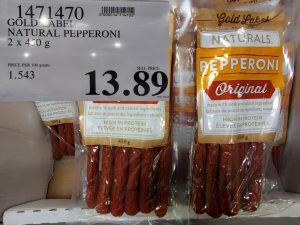 1471470
GOLD LABEL
NATURAL PEPPERONI
2 x 450 g
PRICE PER 100 grams
1.543
SELL PRICE
13.89
HIGH IN PROTEIN
ÉLEVÉ EN PROTÉINES
450 g
Gold Label
NATURALS
PEPPERONI
Original
HIGH IN PROTEIN
ÉLEVÉ EN PROTÉINES